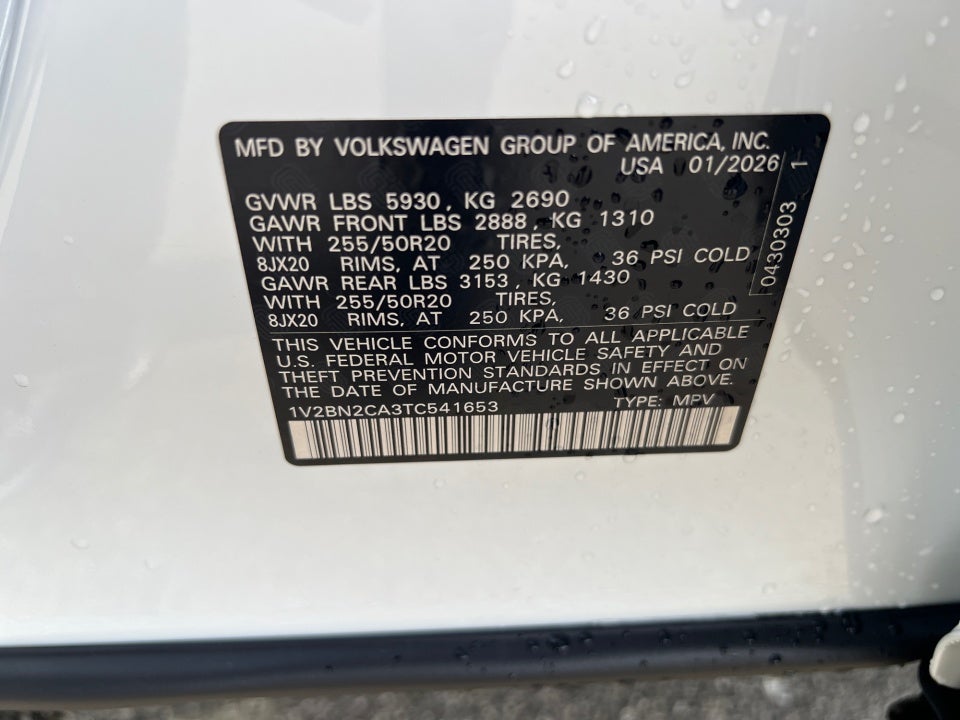 MFD BY VOLKSWAGEN GROUP OF AMERICA, INC.
USA 01/2026
GVWR LBS 5930, KG 2690
GAWR FRONT LBS 2888, KG 1310
WITH 255/50R20 TIRES,
8JX20 RIMS, AT 250 KPA, 36 PSI COLD
GAWR REAR LBS 3153, KG 1430
WITH 255/50R20 TIRES,
8JX20 RIMS, AT 250 KPA, 36 PSI COLD
THIS VEHICLE CONFORMS TO ALL APPLICABLE
U.S. FEDERAL MOTOR VEHICLE SAFETY AND
THEFT PREVENTION STANDARDS IN EFFECT ON
THE DATE OF MANUFACTURE SHOWN ABOVE.
1V2BN2CA3TC541653 TYPE: MPV
0430303 1